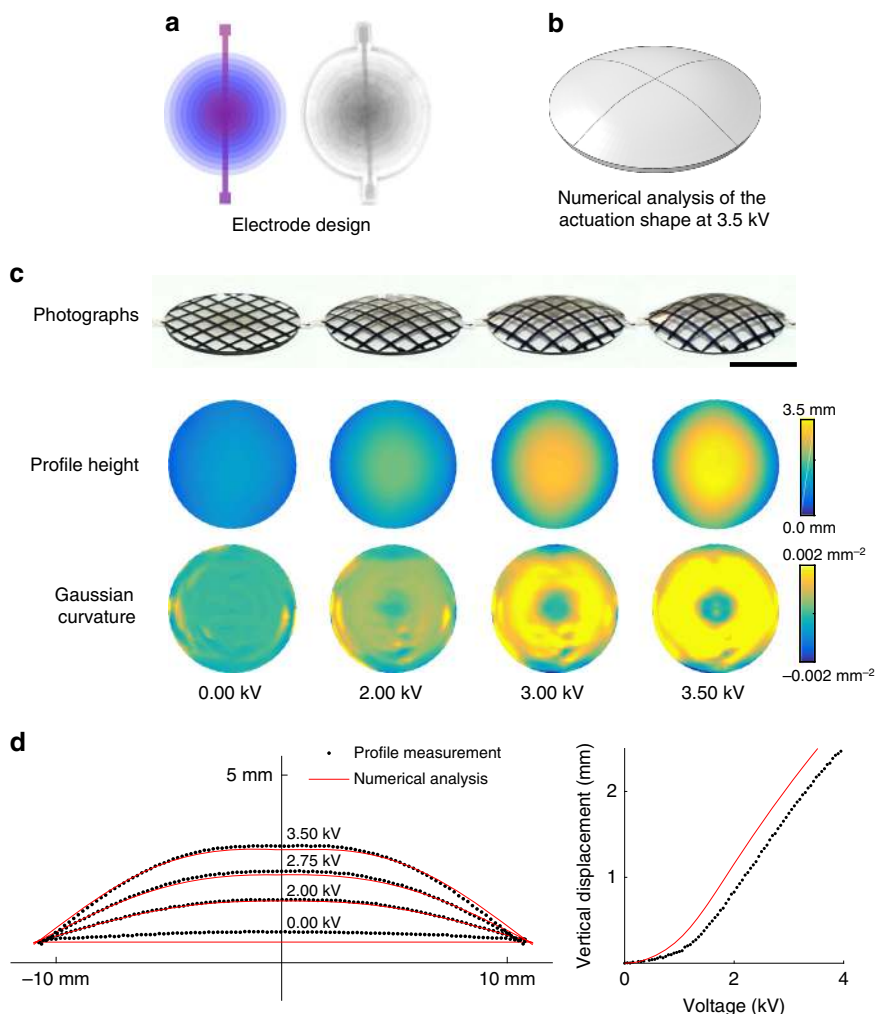 a
Electrode design
b
Numerical analysis of the
actuation shape at 3.5 kV
c
Photographs
Profile height
3.5 mm
0.0 mm
Gaussian
curvature
0.002 mm⁻²
−0.002 mm⁻²
0.00 kV 2.00 kV 3.00 kV 3.50 kV
d
5 mm
Profile measurement
Numerical analysis
3.50 kV
2.75 kV
2.00 kV
0.00 kV
−10 mm 10 mm
Vertical displacement (mm)
2
1
0
0 2 4
Voltage (kV)